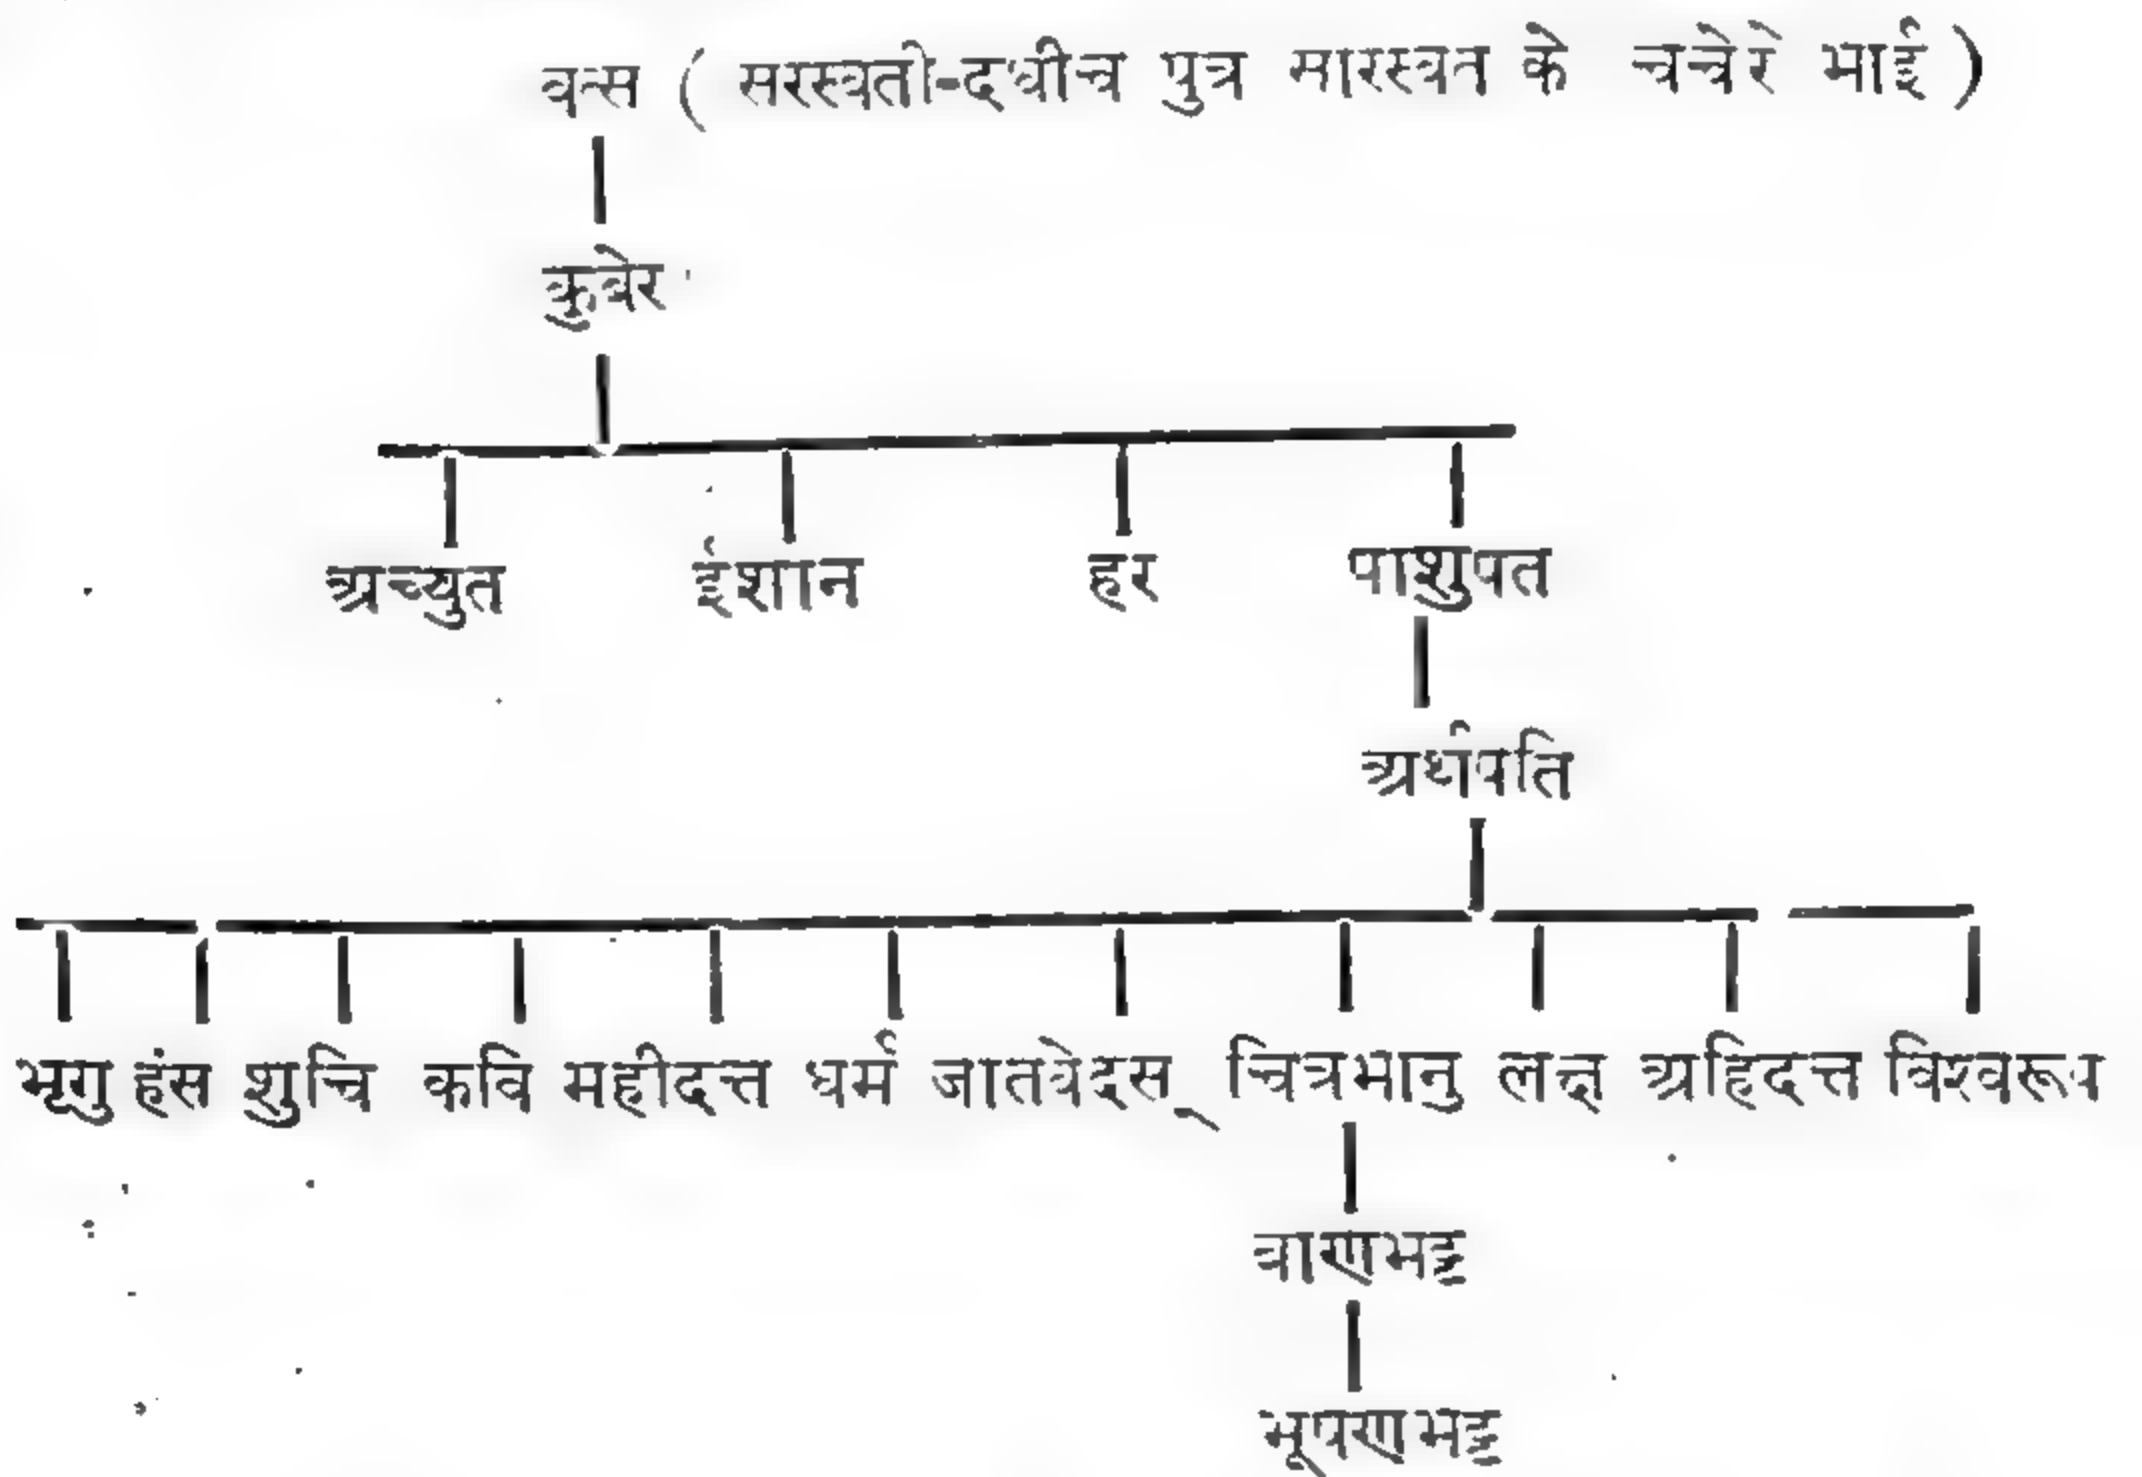 वत्स ( सरस्वती-दधीच पुत्र सारस्वत के चचेरे भाई )
कुबेर
अच्युत ईशान हर पाशुपत
अर्थपति
भृगु हंस शुचि कवि महीदत्त धर्म जातवेदस् चित्रभानु लक्ष अहिदत्त विश्वरूप
बाणभट्ट
भूषणभट्ट